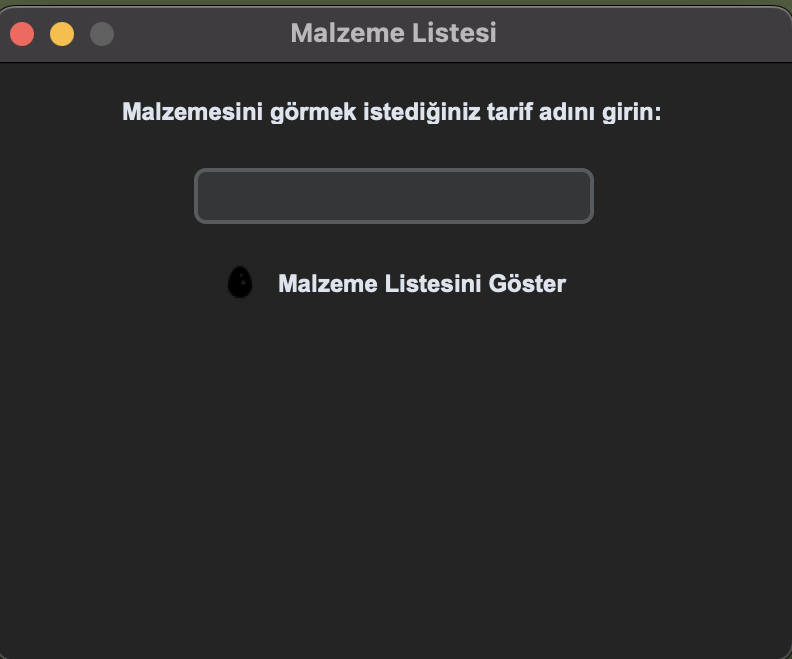 Malzeme Listesi
Malzemesini görmek istediğiniz tarif adını girin:
Malzeme Listesini Göster